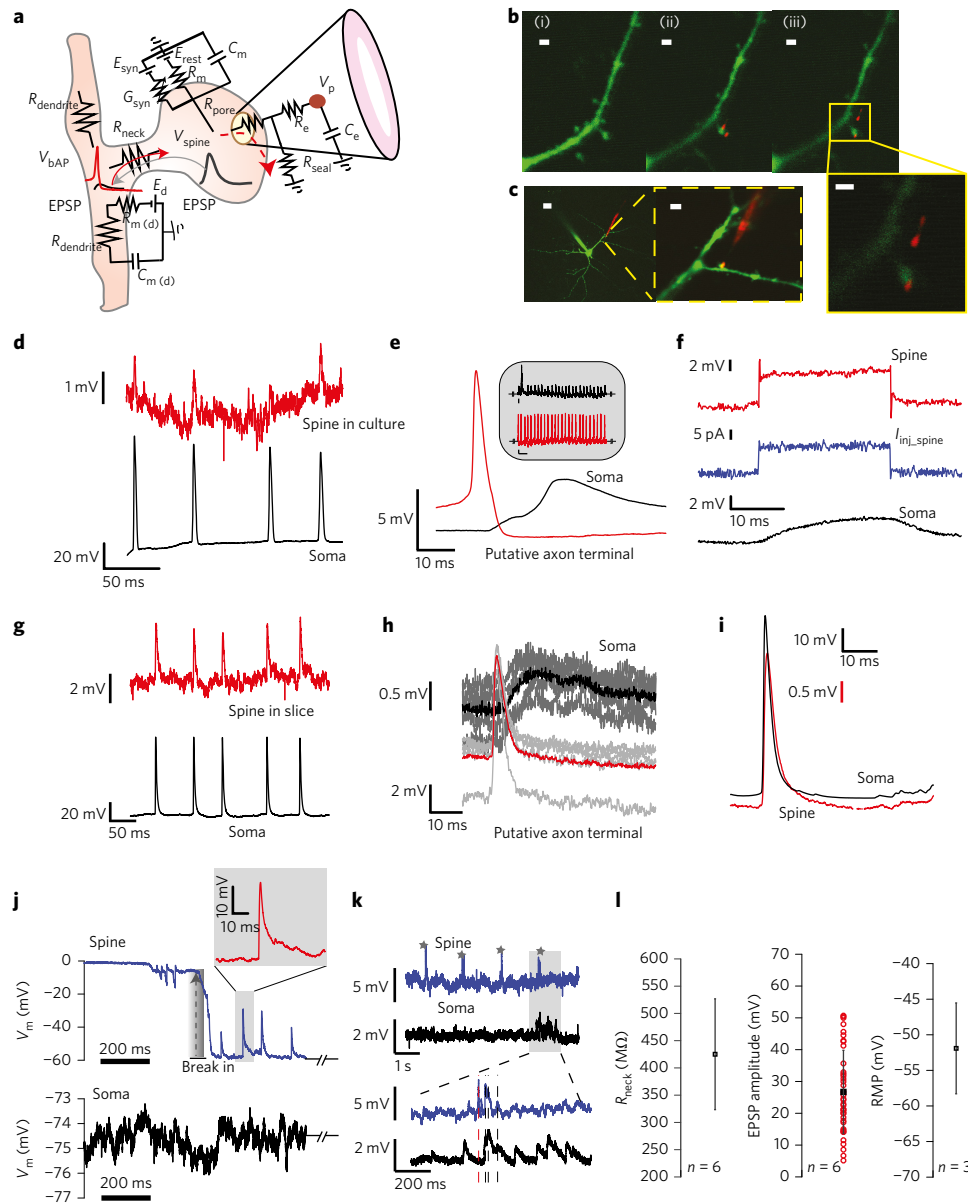 a
E_rest
C_m
E_syn
R_m
G_syn
V_p
R_dendrite
R_pore
R_e
R_neck
V_spine
C_e
V_bAP
R_seal
EPSP
E_d
EPSP
R_m (d)
R_dendrite
C_m (d)
b
(i)
(ii)
(iii)
c
d
1 mV
Spine in culture
20 mV
Soma
50 ms
e
Soma
5 mV
10 ms
Putative axon terminal
f
2 mV
Spine
5 pA
I_inj_spine
2 mV
10 ms
Soma
g
2 mV
Spine in slice
20 mV
50 ms
Soma
h
Soma
0.5 mV
2 mV
10 ms
Putative axon terminal
i
10 mV
10 ms
0.5 mV
Soma
Spine
j
10 mV
10 ms
Spine
0
−20
−40
−60
V_m (mV)
200 ms
Break in
Soma
−73
−74
−75
−76
−77
V_m (mV)
200 ms
k
Spine
5 mV
Soma
2 mV
1 s
5 mV
2 mV
200 ms
l
600
550
500
450
400
350
300
250
200
R_neck (MΩ)
n = 6
70
60
50
40
30
20
10
0
EPSP amplitude (mV)
n = 6
−40
−45
−50
−55
−60
−65
−70
RMP (mV)
n = 3